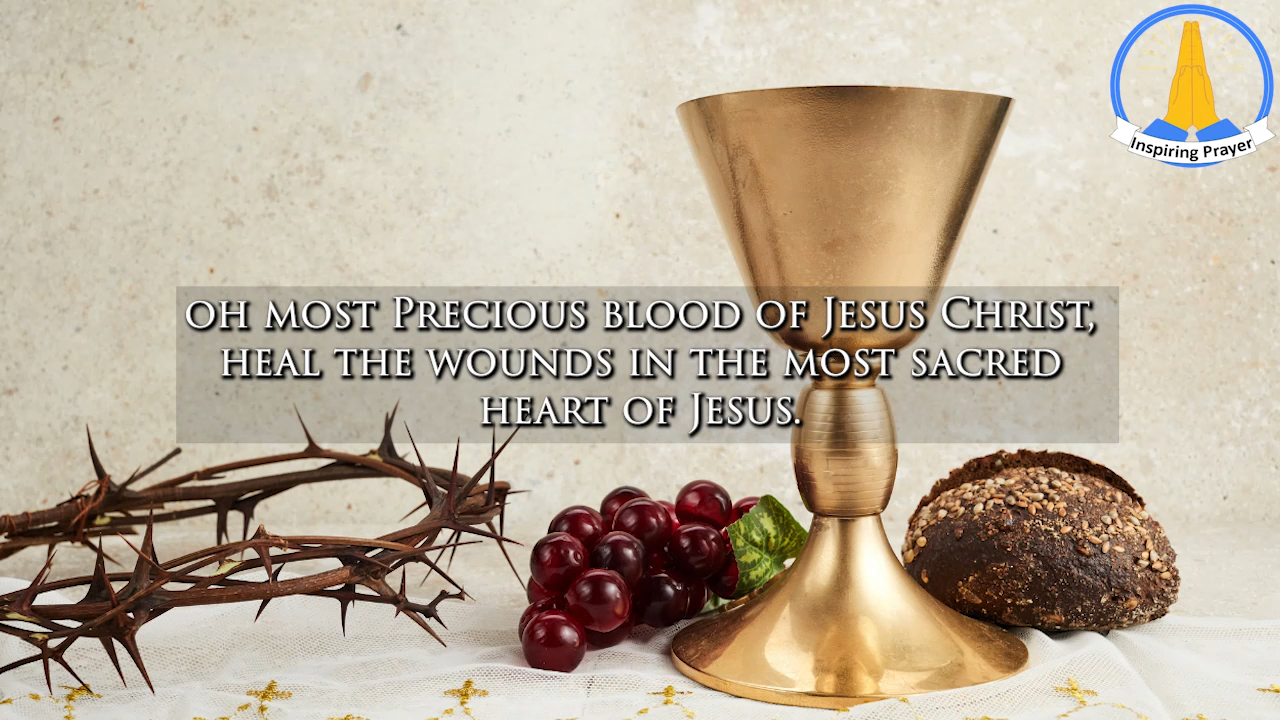 Inspiring Prayer
oh most Precious blood of Jesus Christ,
heal the wounds in the most sacred
heart of Jesus.